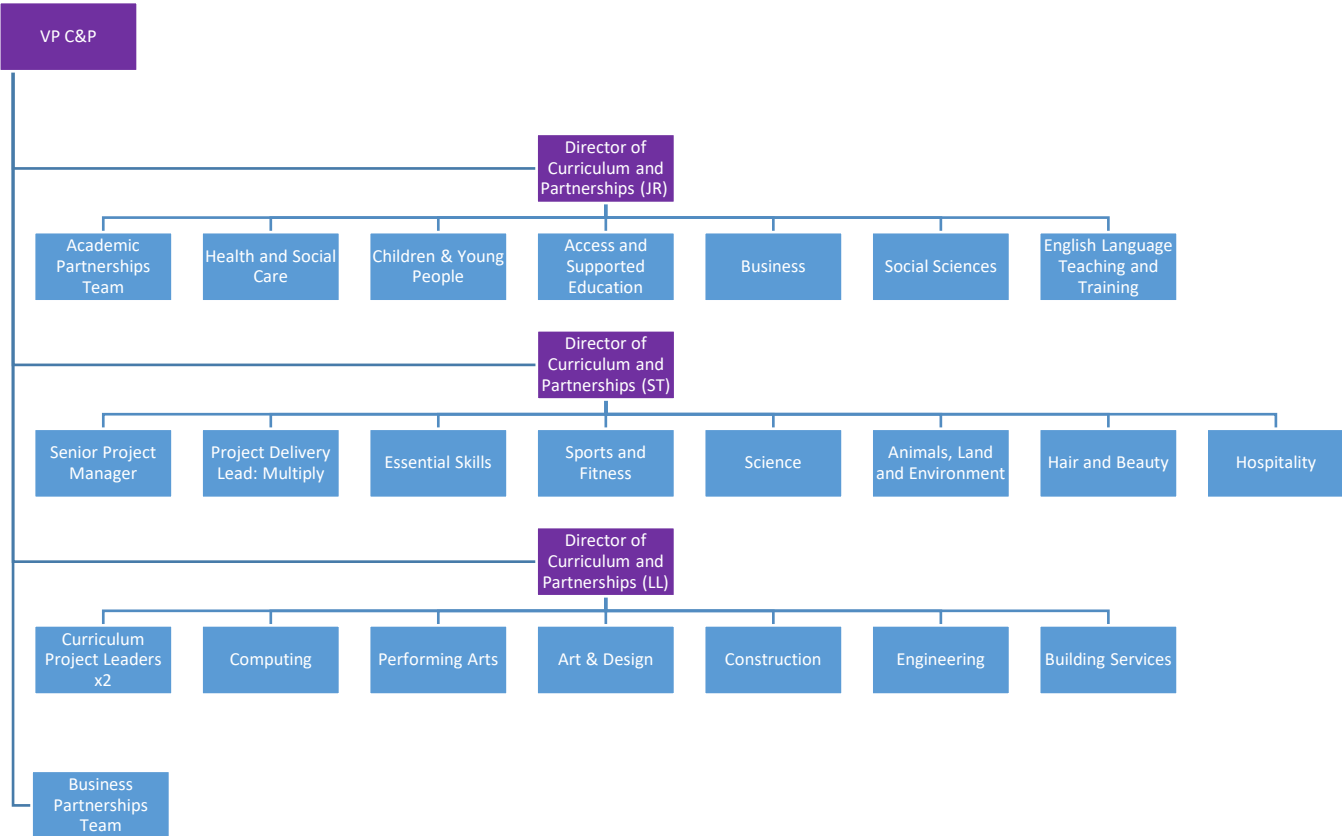 VP C&P
Director of
Curriculum and
Partnerships (JR)
Academic
Partnerships
Team
Health and Social
Care
Children & Young
People
Access and
Supported
Education
Business
Social Sciences
English Language
Teaching and
Training
Director of
Curriculum and
Partnerships (ST)
Senior Project
Manager
Project Delivery
Lead: Multiply
Essential Skills
Sports and
Fitness
Science
Animals, Land
and Environment
Hair and Beauty
Hospitality
Director of
Curriculum and
Partnerships (LL)
Curriculum
Project Leaders
x2
Computing
Performing Arts
Art & Design
Construction
Engineering
Building Services
Business
Partnerships
Team